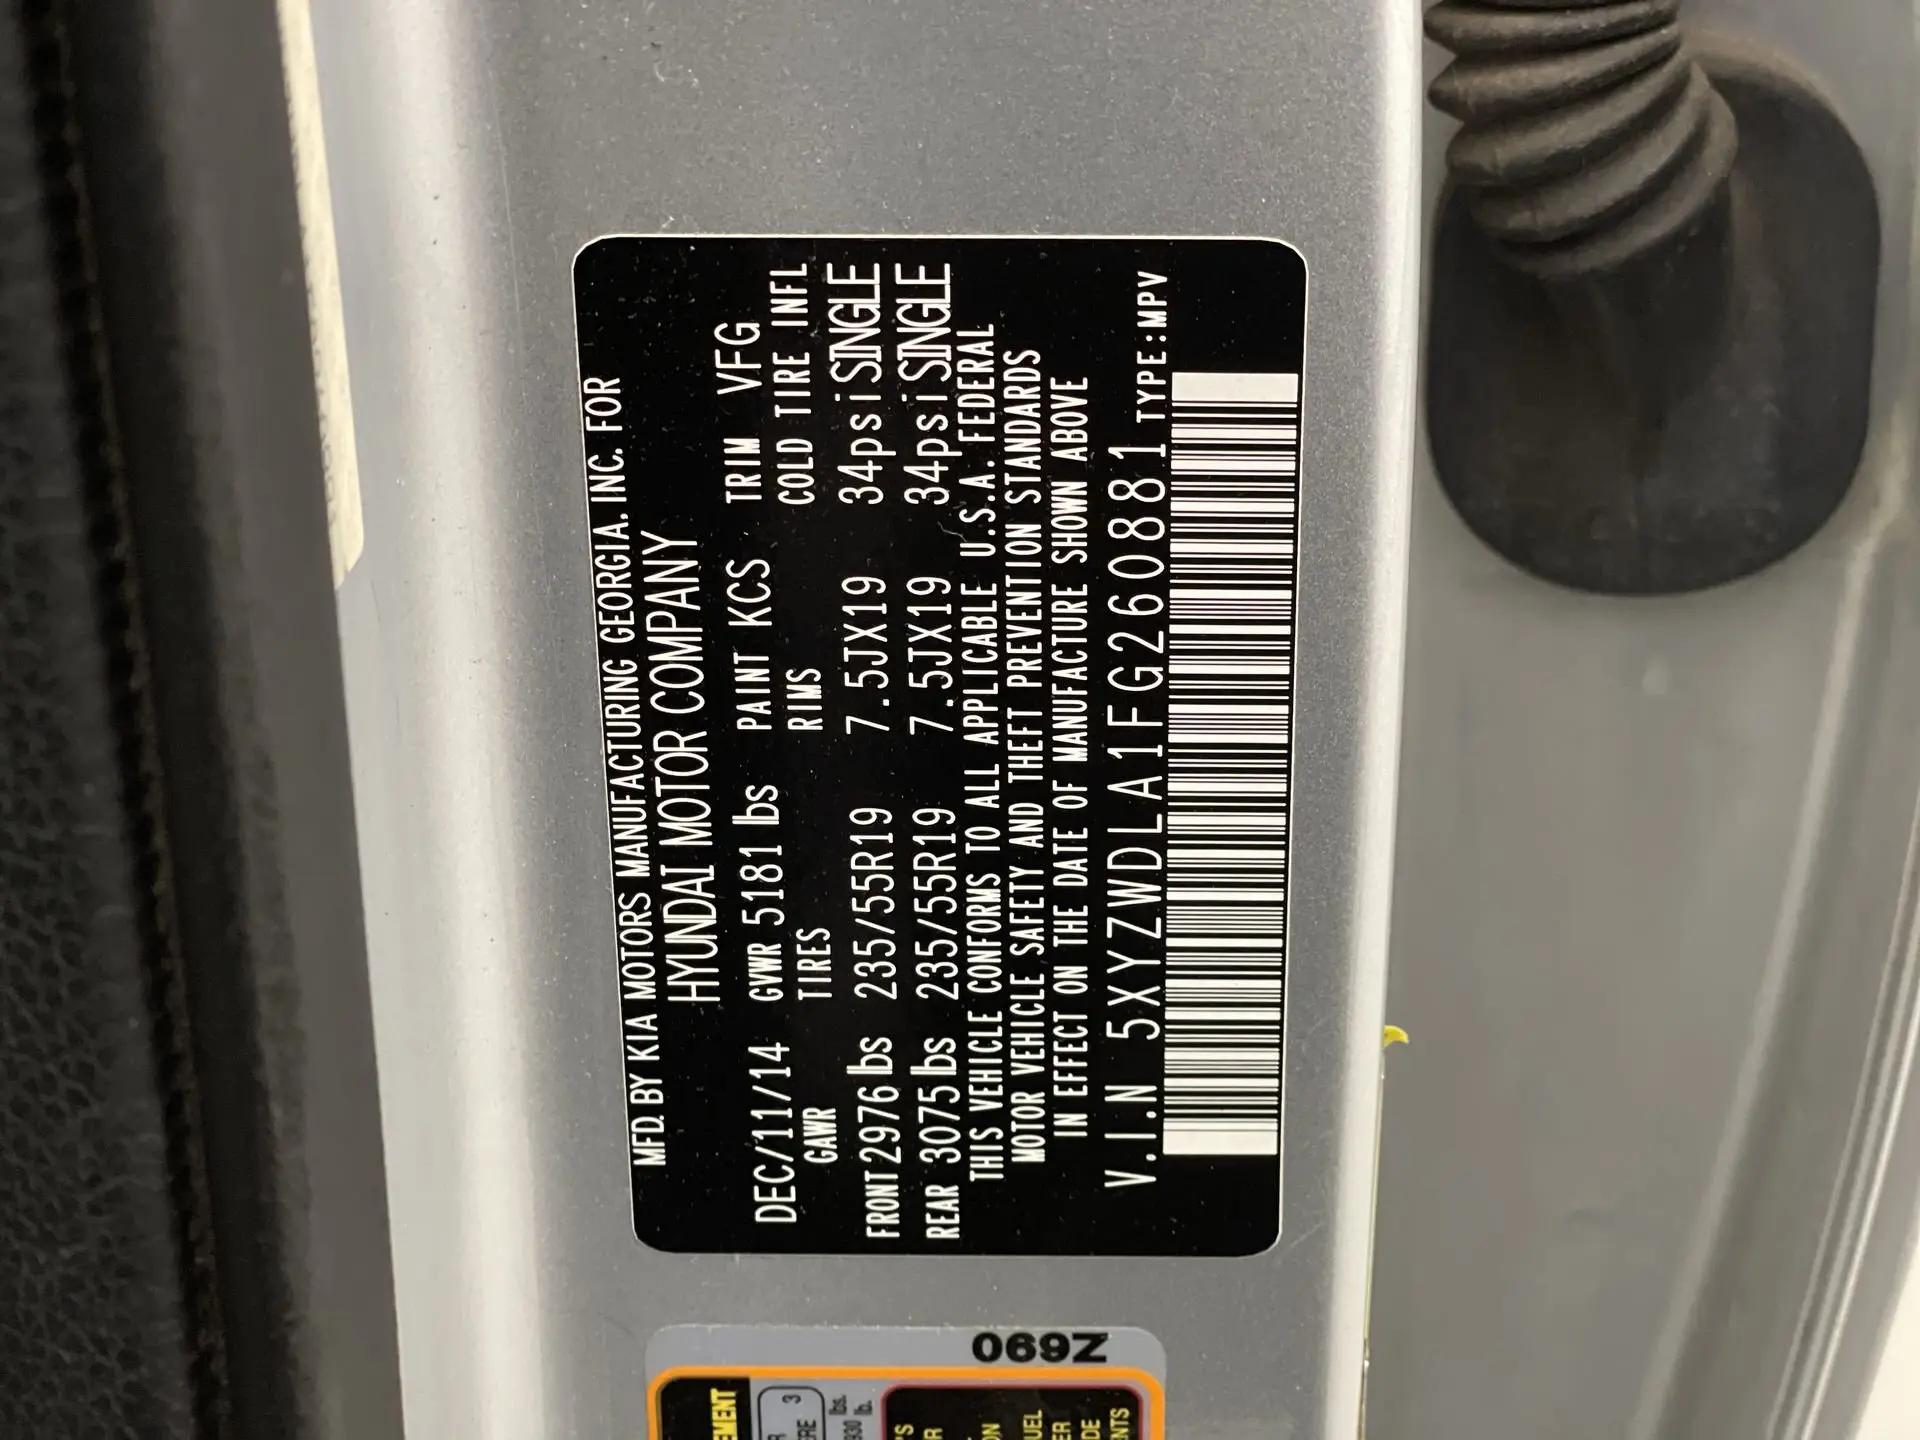 MFD. BY KIA MOTORS MANUFACTURING GEORGIA. INC. FOR
HYUNDAI MOTOR COMPANY
DEC/11/14 GVWR 5181 lbs PAINT KCS TRIM VFG
GAWR TIRES RIMS COLD TIRE INFL
FRONT 2976 lbs 235/55R19 7.5JX19 34psi SINGLE
REAR 3075 lbs 235/55R19 7.5JX19 34psi SINGLE
THIS VEHICLE CONFORMS TO ALL APPLICABLE U.S.A. FEDERAL
MOTOR VEHICLE SAFETY AND THEFT PREVENTION STANDARDS
IN EFFECT ON THE DATE OF MANUFACTURE SHOWN ABOVE
V.I.N 5XYZWDLA1FG260881 TYPE:MPV
Z690
3
lbs.
lb.